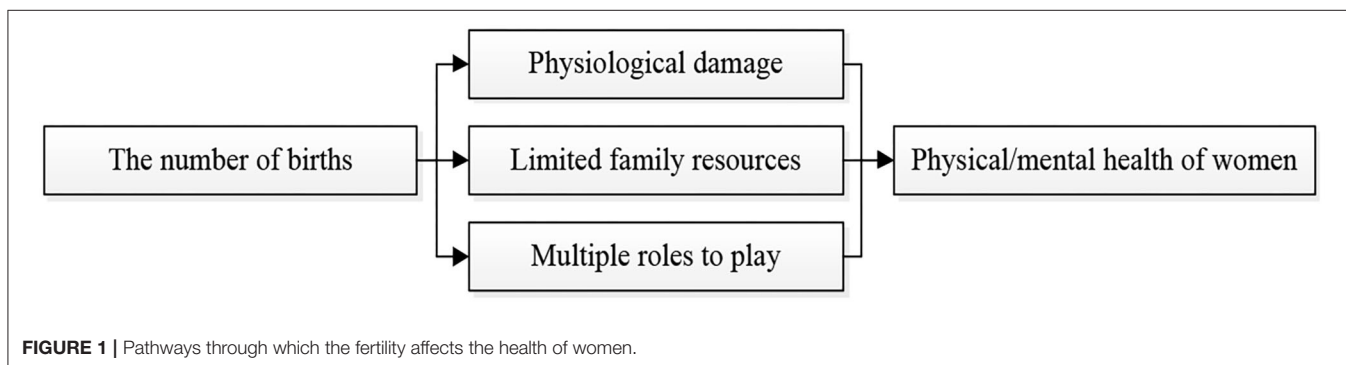 Physiological damage
The number of births
Limited family resources
Physical/mental health of women
Multiple roles to play
FIGURE 1 | Pathways through which the fertility affects the health of women.